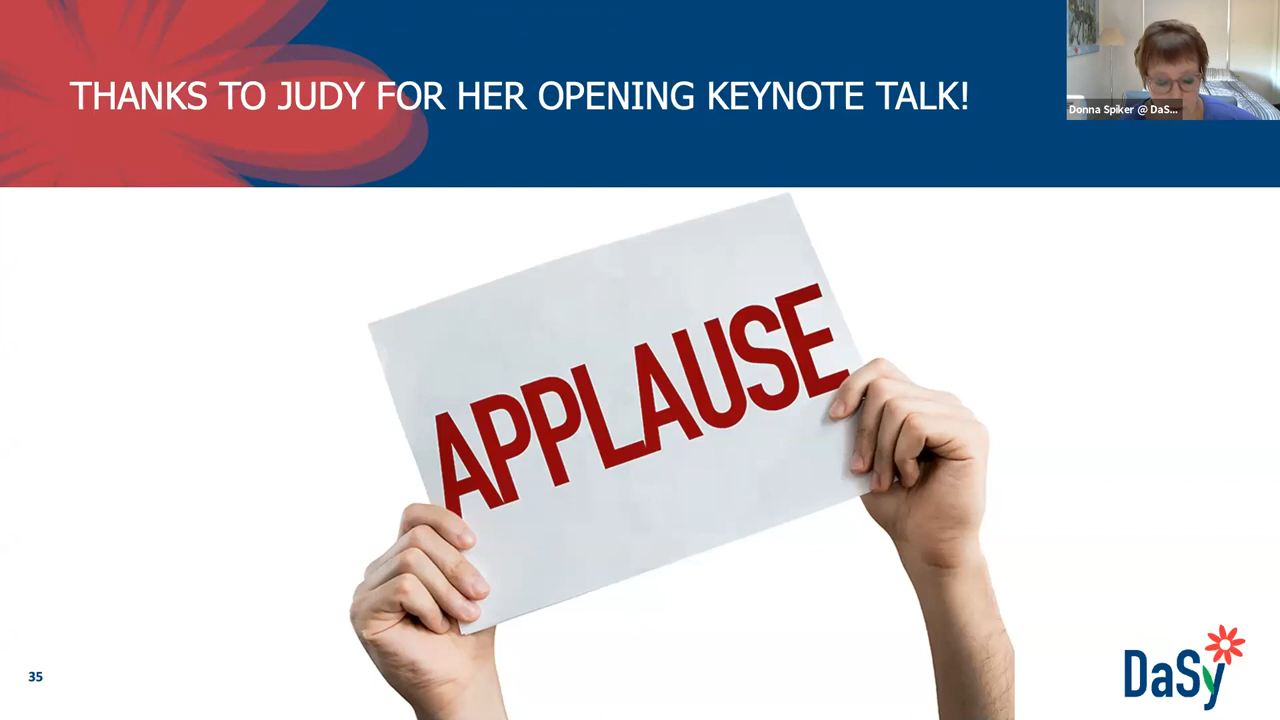 THANKS TO JUDY FOR HER OPENING KEYNOTE TALK!
Donna Spiker @ DaS...
APPLAUSE
35
DaSy